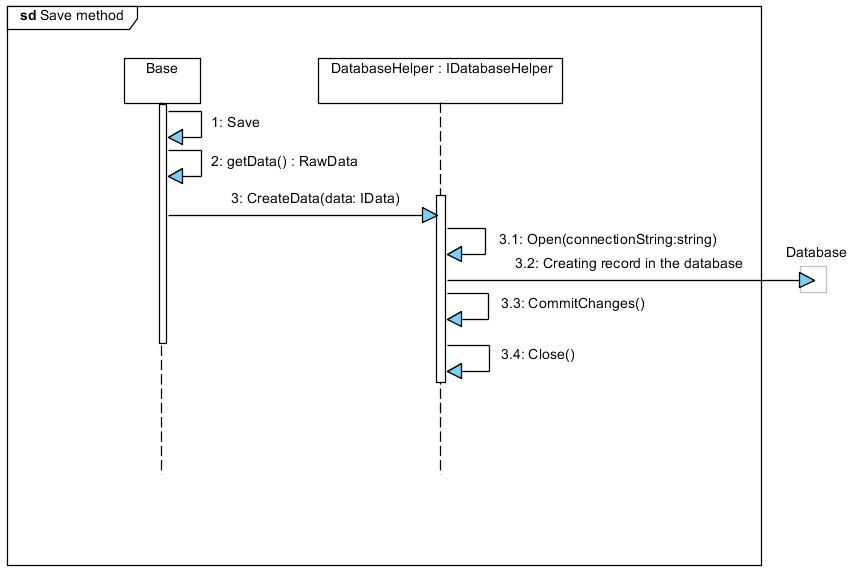 sd Save method
Base
DatabaseHelper : IDatabaseHelper
1: Save
2: getData() : RawData
3: CreateData(data: IData)
3.1: Open(connectionString:string)
Database
3.2: Creating record in the database
3.3: CommitChanges()
3.4: Close()